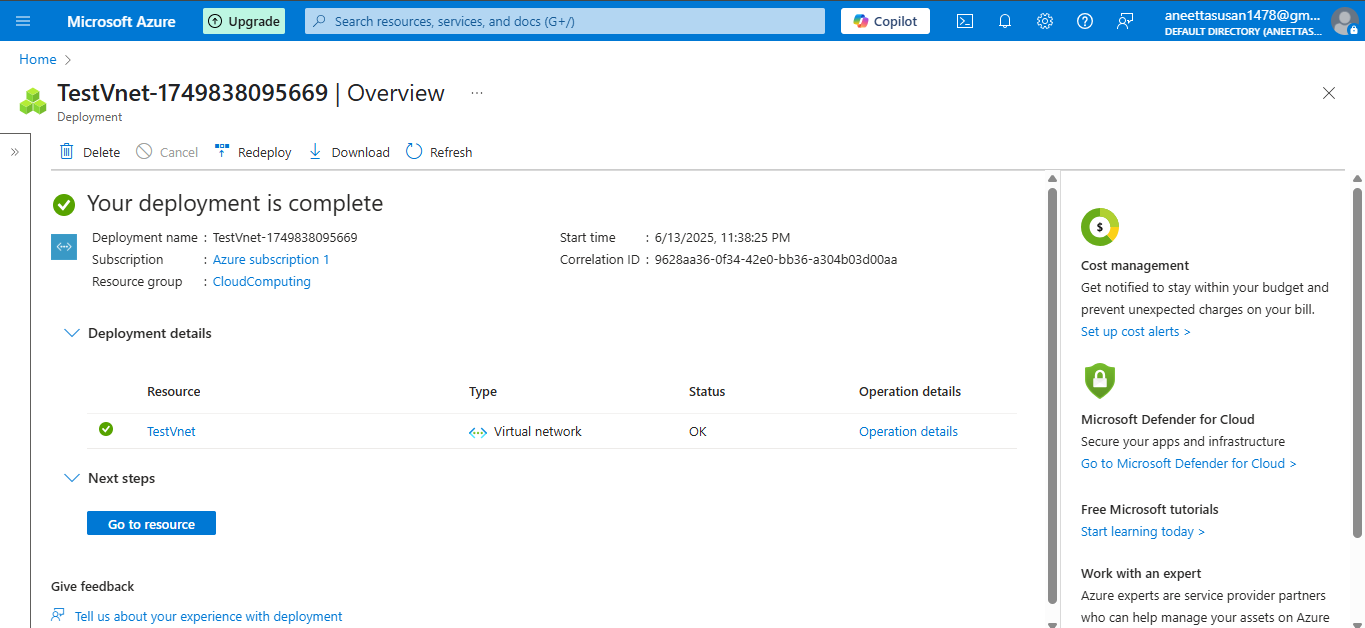 Microsoft Azure
Upgrade
Search resources, services, and docs (G+/)
Copilot
aneettasusan1478@gm...
DEFAULT DIRECTORY (ANEETTAS...
Home
TestVnet-1749838095669 | Overview
...
Deployment
Delete
Cancel
Redeploy
Download
Refresh
Your deployment is complete
Deployment name : TestVnet-1749838095669
Subscription : Azure subscription 1
Resource group : CloudComputing
Start time : 6/13/2025, 11:38:25 PM
Correlation ID : 9628aa36-0f34-42e0-bb36-a304b03d00aa
Deployment details
Resource Type Status Operation details
TestVnet Virtual network OK Operation details
Next steps
Go to resource
Give feedback
Tell us about your experience with deployment
$
Cost management
Get notified to stay within your budget and
prevent unexpected charges on your bill.
Set up cost alerts >
Microsoft Defender for Cloud
Secure your apps and infrastructure
Go to Microsoft Defender for Cloud >
Free Microsoft tutorials
Start learning today >
Work with an expert
Azure experts are service provider partners
who can help manage your assets on Azure